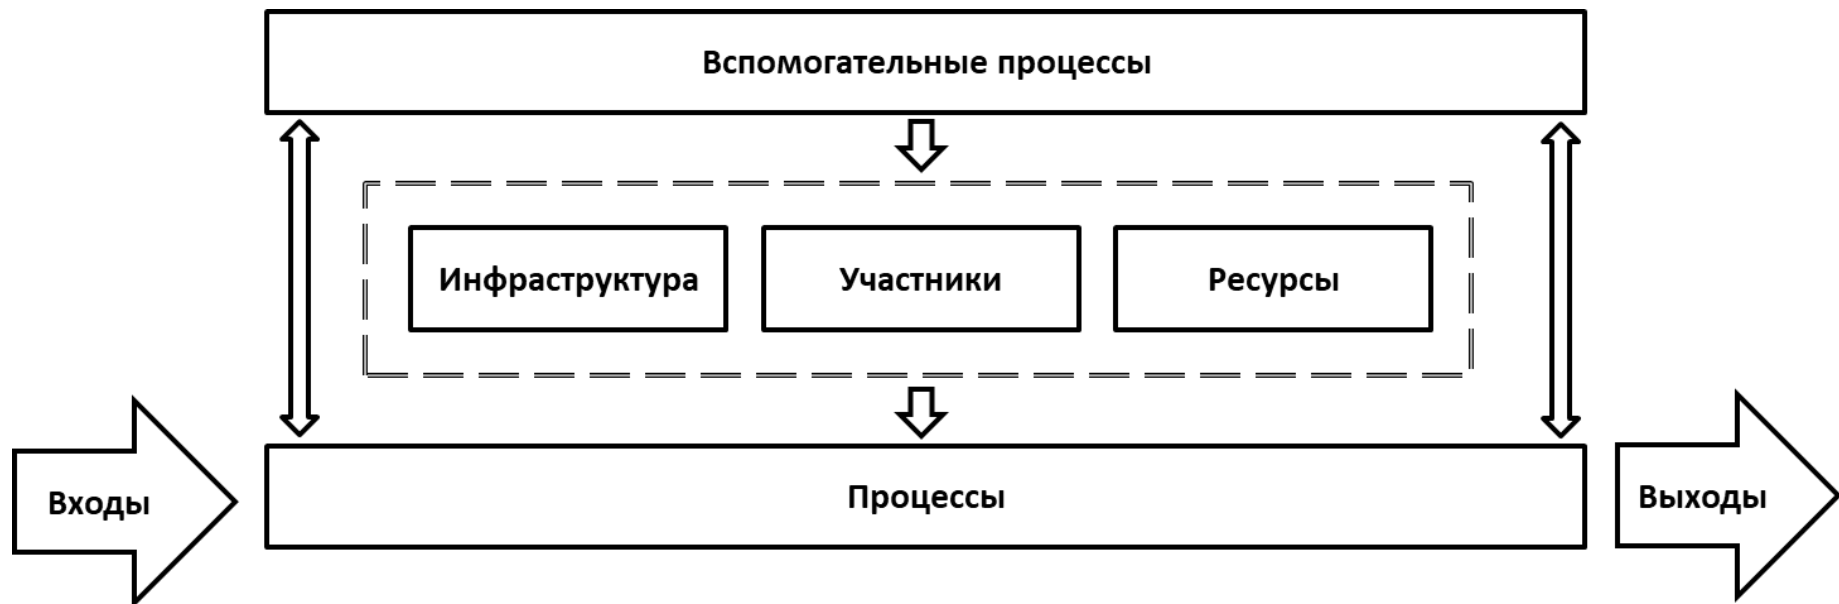 Вспомогательные процессы
Инфраструктура
Участники
Ресурсы
Входы
Процессы
Выходы